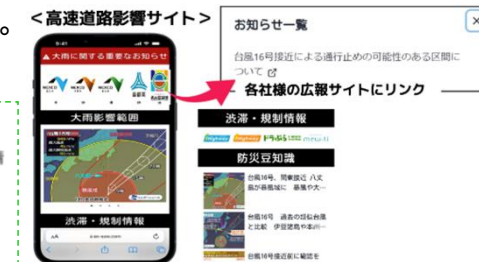 。
<高速道路影響サイト>
▲大雨に関する重要なお知らせ
大雨影響範囲
渋滞・規制情報
お知らせ一覧
×
台風16号接近による通行止めの可能性のある区間に
ついて
各社様の広報サイトにリンク
渋滞・規制情報
防災豆知識
台風16号、関東接近 八丈
島が暴風域に 暴風や大…
台風16号 過去の類似台風
と比較 伊豆諸島や本州…
台風16号接近前に確認を